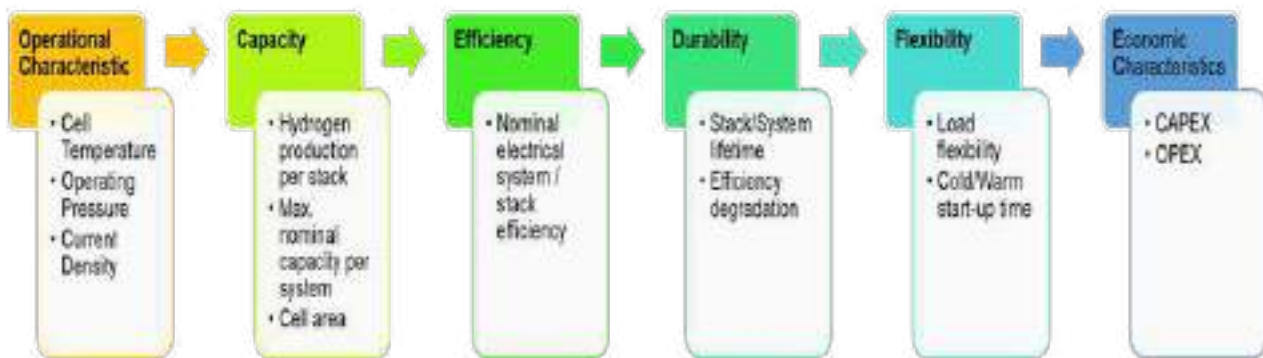 Operational
Characteristic
• Cell
Temperature
• Operating
Pressure
• Current
Density
Capacity
• Hydrogen
production
per stack
• Max.
nominal
capacity per
system
• Cell area
Efficiency
• Nominal
electrical
system /
stack
efficiency
Durability
• Stack/System
lifetime
• Efficiency
degradation
Flexibility
• Load
flexibility
• Cold/Warm
start-up time
Economic
Characteristics
• CAPEX
• OPEX